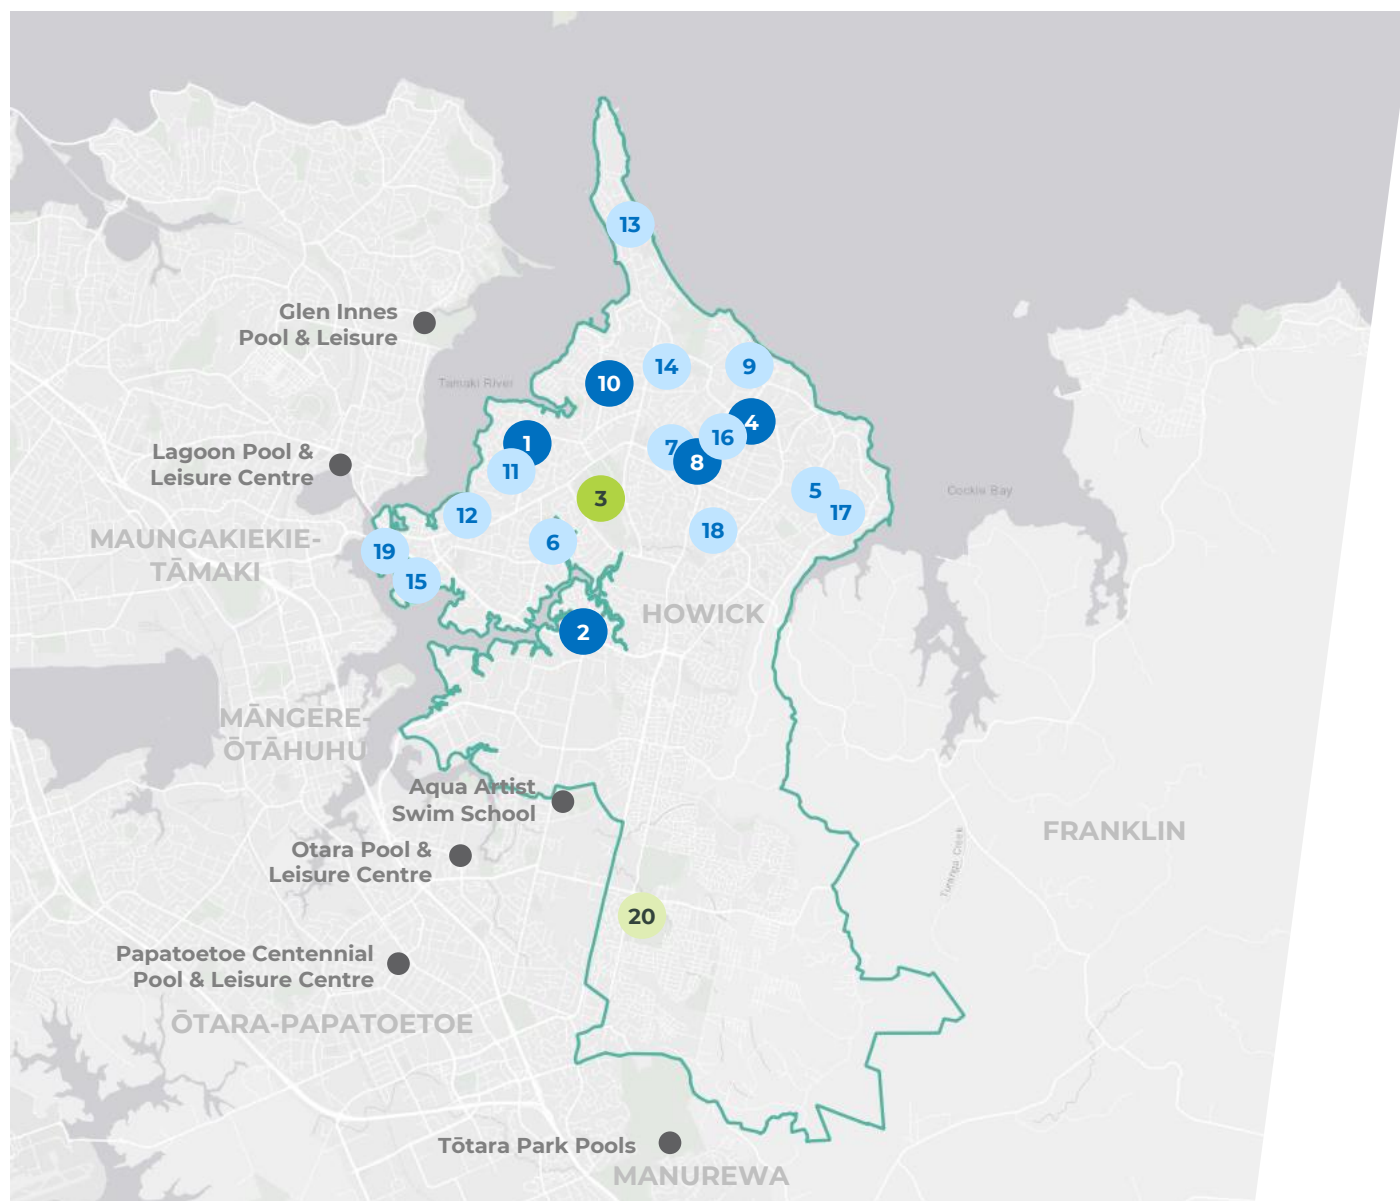 13
Glen Innes
Pool & Leisure
Tamaki River
14
9
10
4
16
7
8
1
11
Lagoon Pool &
Leisure Centre
5
17
Cockle Bay
3
12
18
6
19
15
MAUNGAKIEKIE-
TĀMAKI
HOWICK
2
MĀNGERE-
ŌTĀHUHU
Aqua Artist
Swim School
Otara Pool &
Leisure Centre
FRANKLIN
Turanga Creek
20
Papatoetoe Centennial
Pool & Leisure Centre
ŌTARA-PAPATOETOE
Tōtara Park Pools
MANUREWA